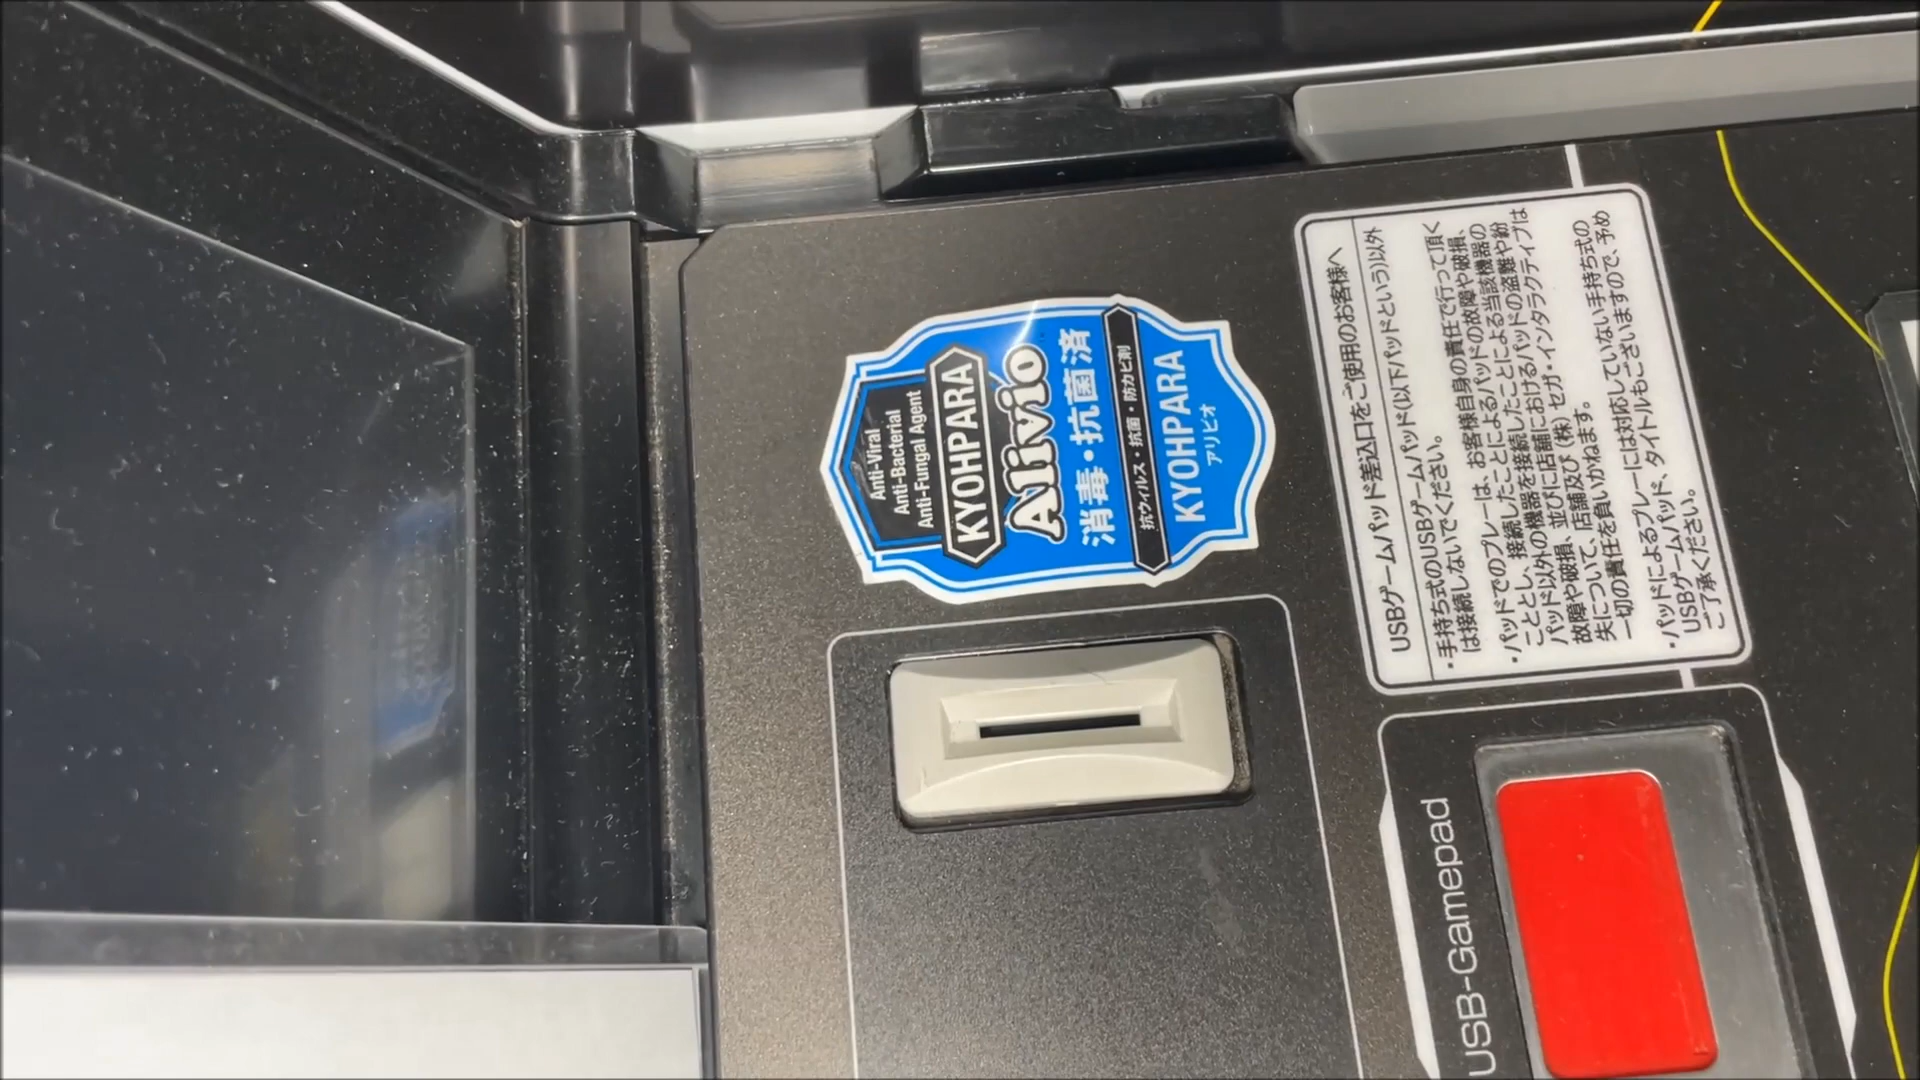 Anti-Viral
Anti-Bacterial
Anti-Fungal Agent
KYOHPARA
Alivio
消毒・抗菌済
抗ウィルス・抗菌・防カビ剤
KYOHPARA
アリビオ
USBゲームパッド差込口をご使用のお客様へ
・手持ち式のUSBゲームパッド(以下パッドという)以外
は接続しないでください。
・パッドでのプレーは、お客様自身の責任で行って頂く
こととし、接続したことによるパッドの故障や破損、
パッド以外の機器を接続したことによる当該機器の
故障や破損、並びに店舗におけるパッドの盗難や紛
失について、店舗及び(株)セガ・インタラクティブは
一切の責任を負いかねます。
・パッドによるプレーには対応していない手持ち式の
USBゲームパッド、タイトルもございますので、予め
ご了承ください。
USB-Gamepad